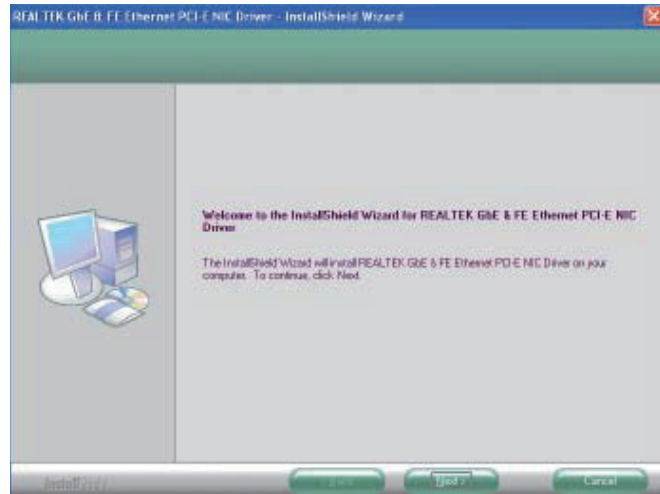 REALTEK GbE & FE Ethernet PCI-E NIC Driver - InstallShield Wizard
Welcome to the InstallShield Wizard for REALTEK GbE & FE Ethernet PCI-E NIC
Driver
The InstallShield Wizard will install REALTEK GbE & FE Ethernet PCI-E NIC Driver on your
computer. To continue, click Next.
InstallShield
Next >
Cancel